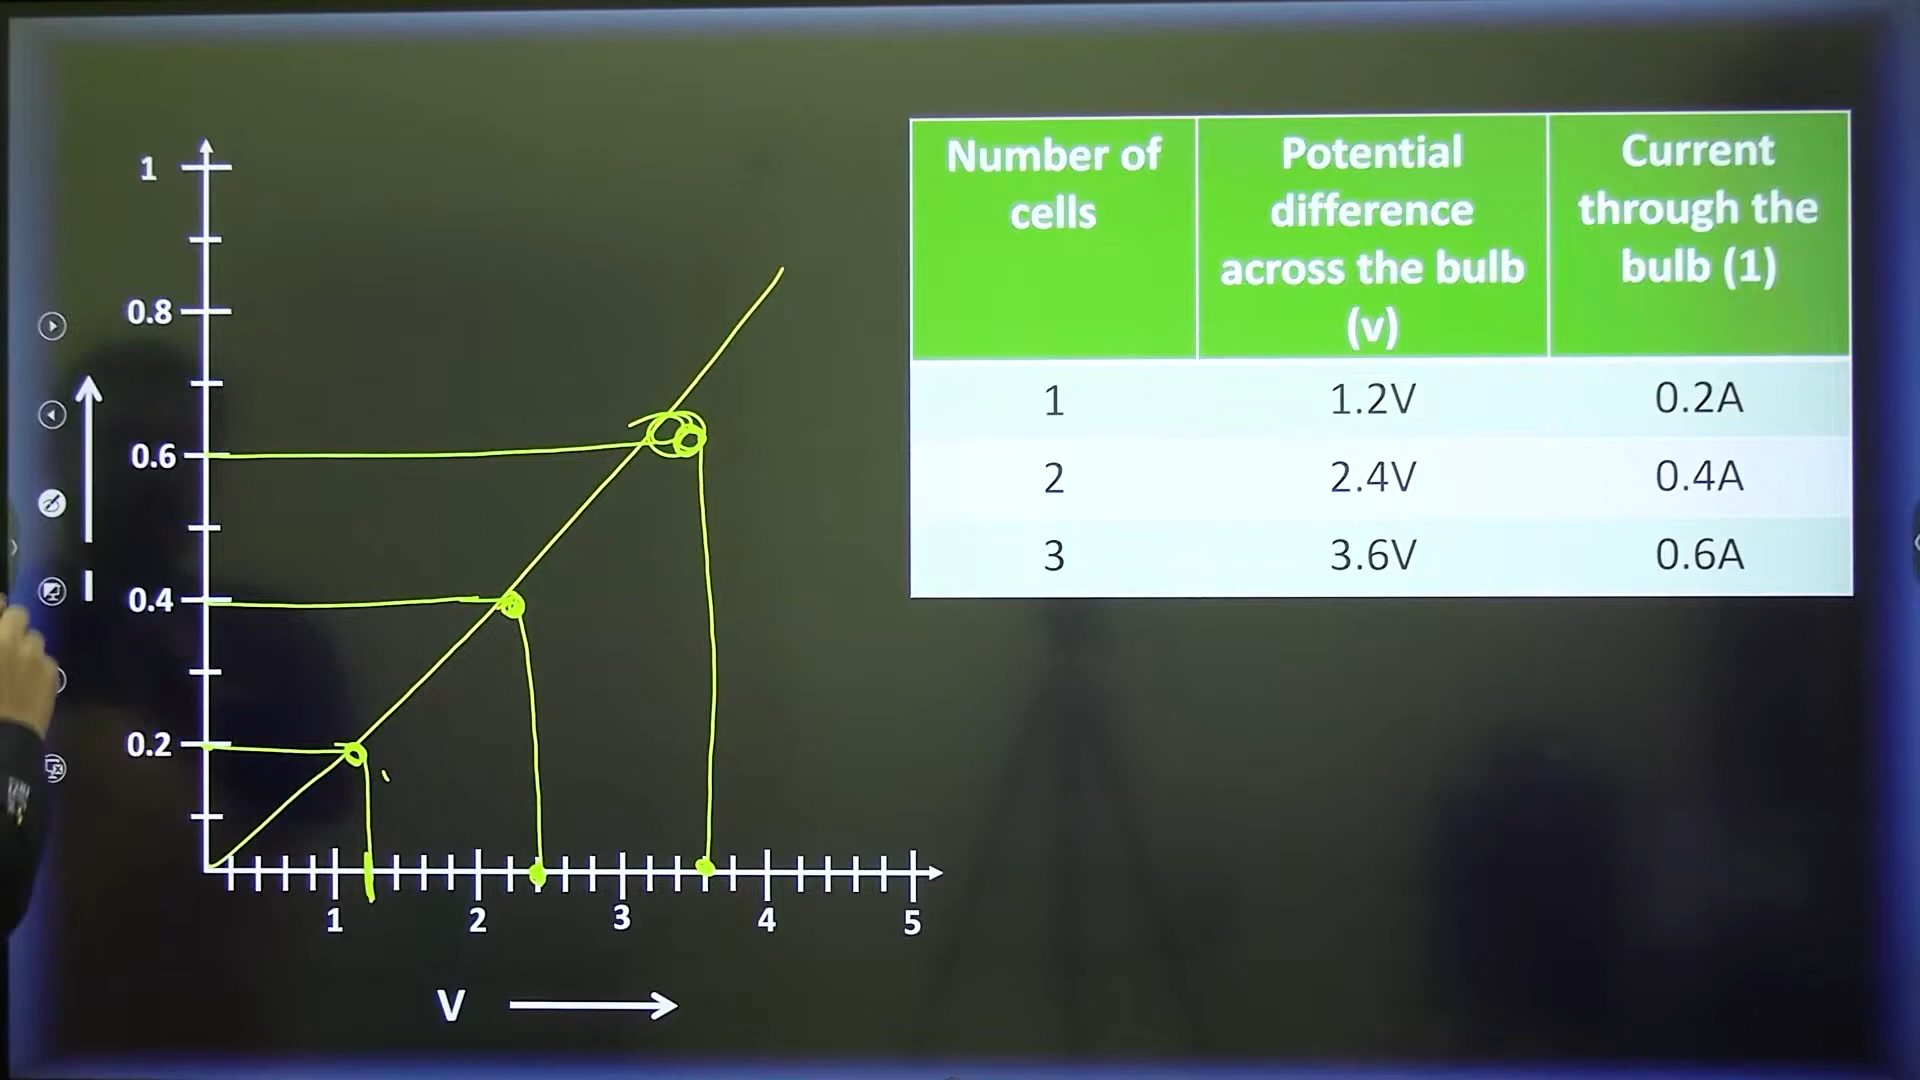 1
0.8
0.6
0.4
0.2
I
1
2
3
4
5
V
Number of
cells
Potential
difference
across the bulb
(v)
Current
through the
bulb (1)
1
1.2V
0.2A
2
2.4V
0.4A
3
3.6V
0.6A